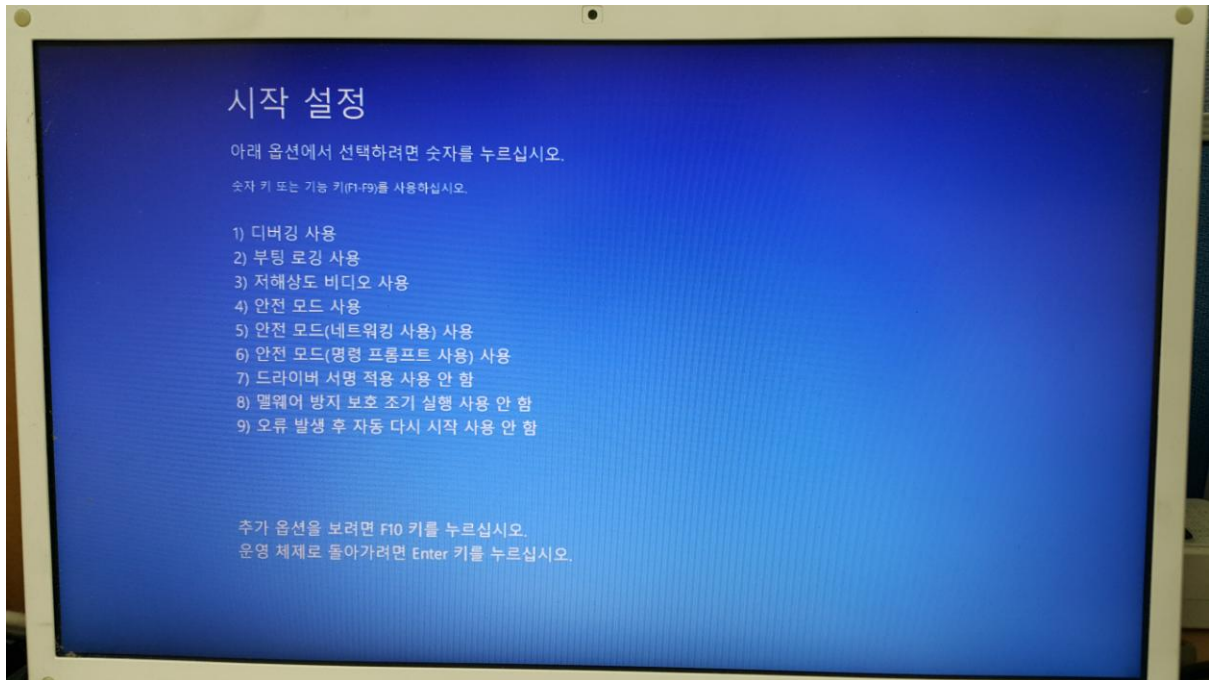 시작 설정
아래 옵션에서 선택하려면 숫자를 누르십시오.
숫자 키 또는 기능 키(F1-F9)를 사용하십시오.
1) 디버깅 사용
2) 부팅 로깅 사용
3) 저해상도 비디오 사용
4) 안전 모드 사용
5) 안전 모드(네트워킹 사용) 사용
6) 안전 모드(명령 프롬프트 사용) 사용
7) 드라이버 서명 적용 사용 안 함
8) 맬웨어 방지 보호 조기 실행 사용 안 함
9) 오류 발생 후 자동 다시 시작 사용 안 함
추가 옵션을 보려면 F10 키를 누르십시오.
운영 체제로 돌아가려면 Enter 키를 누르십시오.